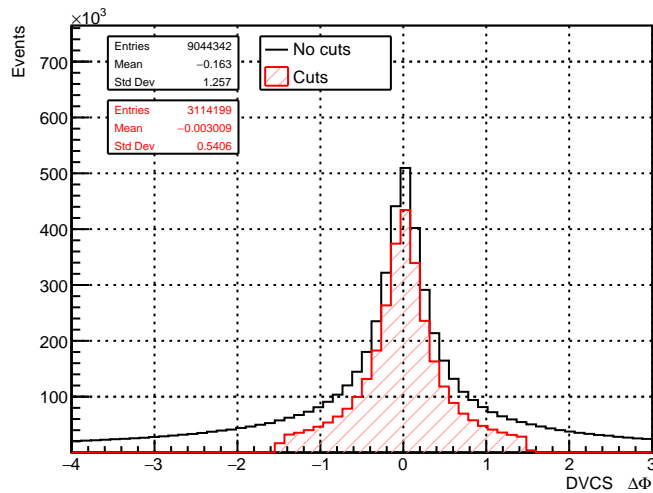 ×10³
Events
700
600
500
400
300
200
100
Entries 9044342
Mean −0.163
Std Dev 1.257
Entries 3114199
Mean −0.003009
Std Dev 0.5406
No cuts
Cuts
−4 −3 −2 −1 0 1 2 3
DVCS ΔΦ